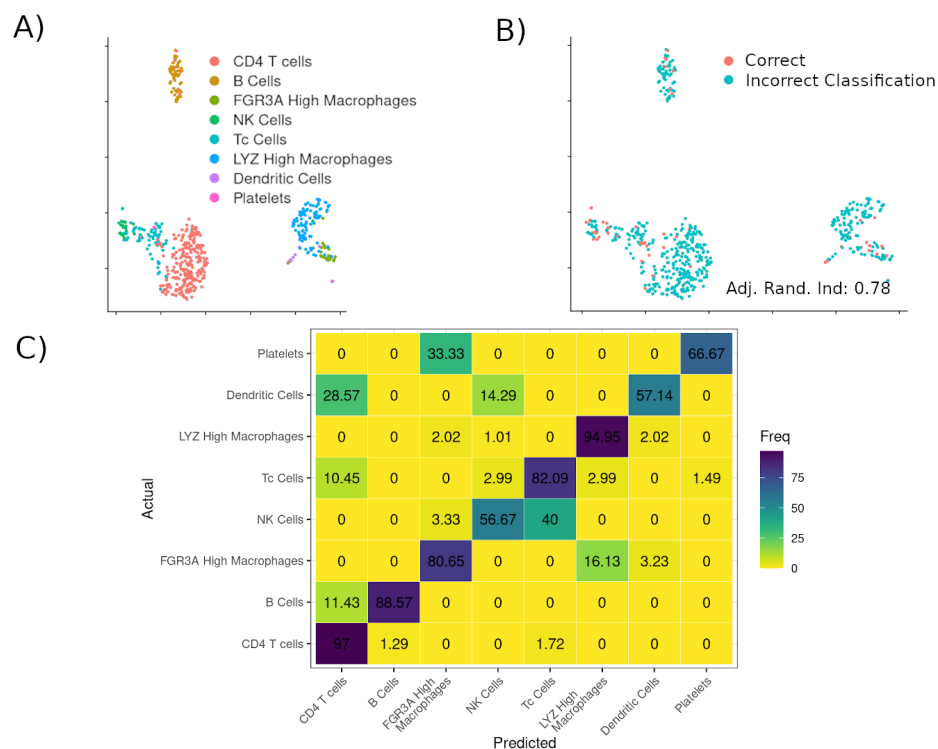 A)
CD4 T cells
B Cells
FGR3A High Macrophages
NK Cells
Tc Cells
LYZ High Macrophages
Dendritic Cells
Platelets
B)
Correct
Incorrect Classification
Adj. Rand. Ind: 0.78
C)
Platelets 0 0 33.33 0 0 0 0 66.67
Dendritic Cells 28.57 0 0 14.29 0 0 57.14 0
LYZ High Macrophages 0 0 2.02 1.01 0 94.95 2.02 0
Tc Cells 10.45 0 0 2.99 82.09 2.99 0 1.49
NK Cells 0 0 3.33 56.67 40 0 0 0
FGR3A High Macrophages 0 0 80.65 0 0 16.13 3.23 0
B Cells 11.43 88.57 0 0 0 0 0 0
CD4 T cells 97 1.29 0 0 1.72 0 0 0
Actual
CD4 T cells
B Cells
FGR3A High
Macrophages
NK Cells
Tc Cells
LYZ High
Macrophages
Dendritic Cells
Platelets
Predicted
Freq
75
50
25
0